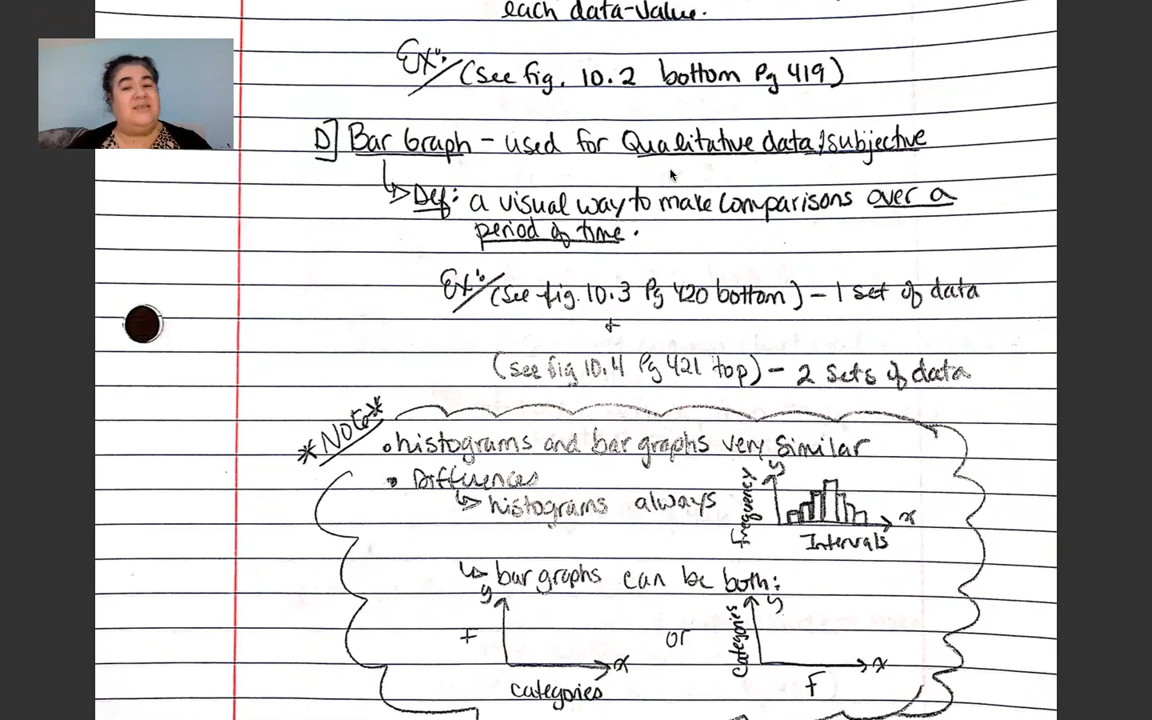 each data-value.
Ex:/ (See fig. 10.2 bottom Pg 419)
D] Bar Graph - used for Qualitative data/subjective
↳ Def: a visual way to make comparisons over a
period of time.
Ex:/ (See fig. 10.3 Pg 420 bottom) - 1 set of data
+
(see fig 10.4 Pg 421 top) - 2 sets of data
*Note*
• histograms and bar graphs very similar
• Differences
↳ histograms always
y
Frequency
x
Intervals
↳ bar graphs can be both:
y
f
x
categories
or
y
Categories
x
F